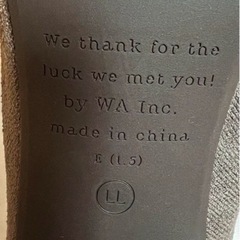 We thank for the
luck we met you!
by WA Inc.
made in china
E (1.5)
LL